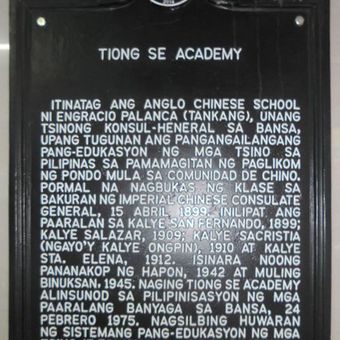 TIONG SE ACADEMY
ITINATAG ANG ANGLO CHINESE SCHOOL
NI ENGRACIO PALANCA (TANKANG), UNANG
TSINONG KONSUL-HENERAL SA BANSA,
UPANG TUGUNAN ANG PANGANGAILANGANG
PANG-EDUKASYON NG MGA TSINO SA
PILIPINAS SA PAMAMAGITAN NG PAGLIKOM
NG PONDO MULA SA COMUNIDAD DE CHINO.
PORMAL NA NAGBUKAS NG KLASE SA
BAKURAN NG IMPERIAL CHINESE CONSULATE
GENERAL, 15 ABRIL 1899. INILIPAT ANG
PAARALAN SA KALYE SAN FERNANDO, 1899;
KALYE SALAZAR, 1909; KALYE SACRISTIA
(NGAYO'Y KALYE ONGPIN), 1910 AT KALYE
STA. ELENA, 1912. ISINARA NOONG
PANANAKOP NG HAPON, 1942 AT MULING
BINUKSAN, 1945. NAGING TIONG SE ACADEMY
ALINSUNOD SA PILIPINISASYON NG MGA
PAARALANG BANYAGA SA BANSA, 24
PEBRERO 1975. NAGSILBING HUWARAN
NG SISTEMANG PANG-EDUKASYON NG MGA